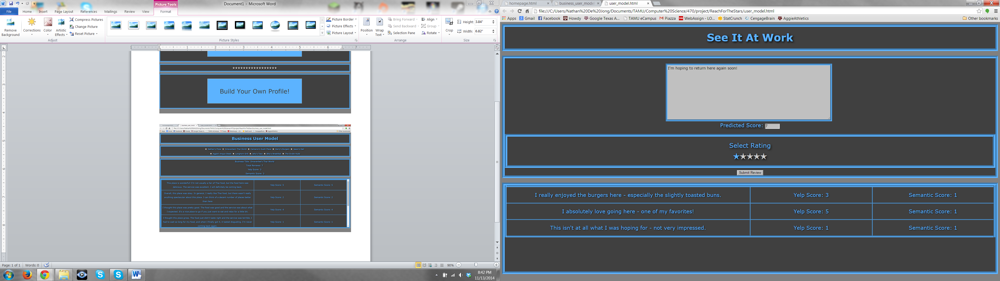 Document1 - Microsoft Word
Picture Tools
File Home Insert Page Layout References Mailings Review View Format
Remove Background
Corrections
Color
Artistic Effects
Compress Pictures
Change Picture
Reset Picture
Adjust
Picture Styles
Picture Border
Picture Effects
Picture Layout
Position
Wrap Text
Bring Forward
Send Backward
Selection Pane
Align
Group
Rotate
Arrange
Crop
Height: 3.84"
Width: 6.82"
Size
Build Your Own Profile!
Business User Model
Nathan's Pizza Smaverlee's Thai World Cameron's Sushi Place Harry's Burgers Jason's Deli
Aggie's Angus Steak Longhorn Grill Jelly's Taco Billy's Breakfast The Grubb Hubb
Business Title: Smaverlee's Thai World
Total Reviews: 7
Yelp Score: 3
Semantic Score: 3
This place is wonderful! I'm not usually a fan of Thai food, but the food here was
delicious. The service was excellent. I will definitely be coming back.
Yelp Score: 5
Semantic Score: 5
Overall, this place was okay. In general, I really like Thai food, but there wasn't really
anything spectacular about this place. I can think of a decent number of places better
than here
Yelp Score: 2
Semantic Score: 2
I thought this place was pretty good. The food was good and the service was about what
I expected. It's a nice place to go if you just want to eat and relax for a little bit.
Yelp Score: 4
Semantic Score: 4
I thought this place gross. The food just didn't taste right and the service was terrible. I
had to wait so long for my food, and when I finally got it, it tasted disgusting. I'm never
coming back again.
Yelp Score: 1
Semantic Score: 1
Page: 1 of 1 Words: 0
90%
8:42 PM
11/13/2014
homepage.html
business_user_model
user_model.html
file:///C:/Users/Nathan%20De%20Jong/Documents/TAMU/Computer%20Science/470/project/ReachForTheStars/user_model.html
Apps Gmail Facebook Howdy Google Texas A... TAMU eCampus Piazza WebAssign - LO... StatCrunch CengageBrain AggieAthletics Other bookmarks
See It At Work
I'm hoping to return here again soon!
Predicted Score: 7
Select Rating
★★★★★
Submit Review
I really enjoyed the burgers here - especially the slightly toasted buns. Yelp Score: 3 Semantic Score: 1
I absolutely love going here - one of my favorites! Yelp Score: 5 Semantic Score: 1
This isn't at all what I was hoping for - not very impressed. Yelp Score: 1 Semantic Score: 1